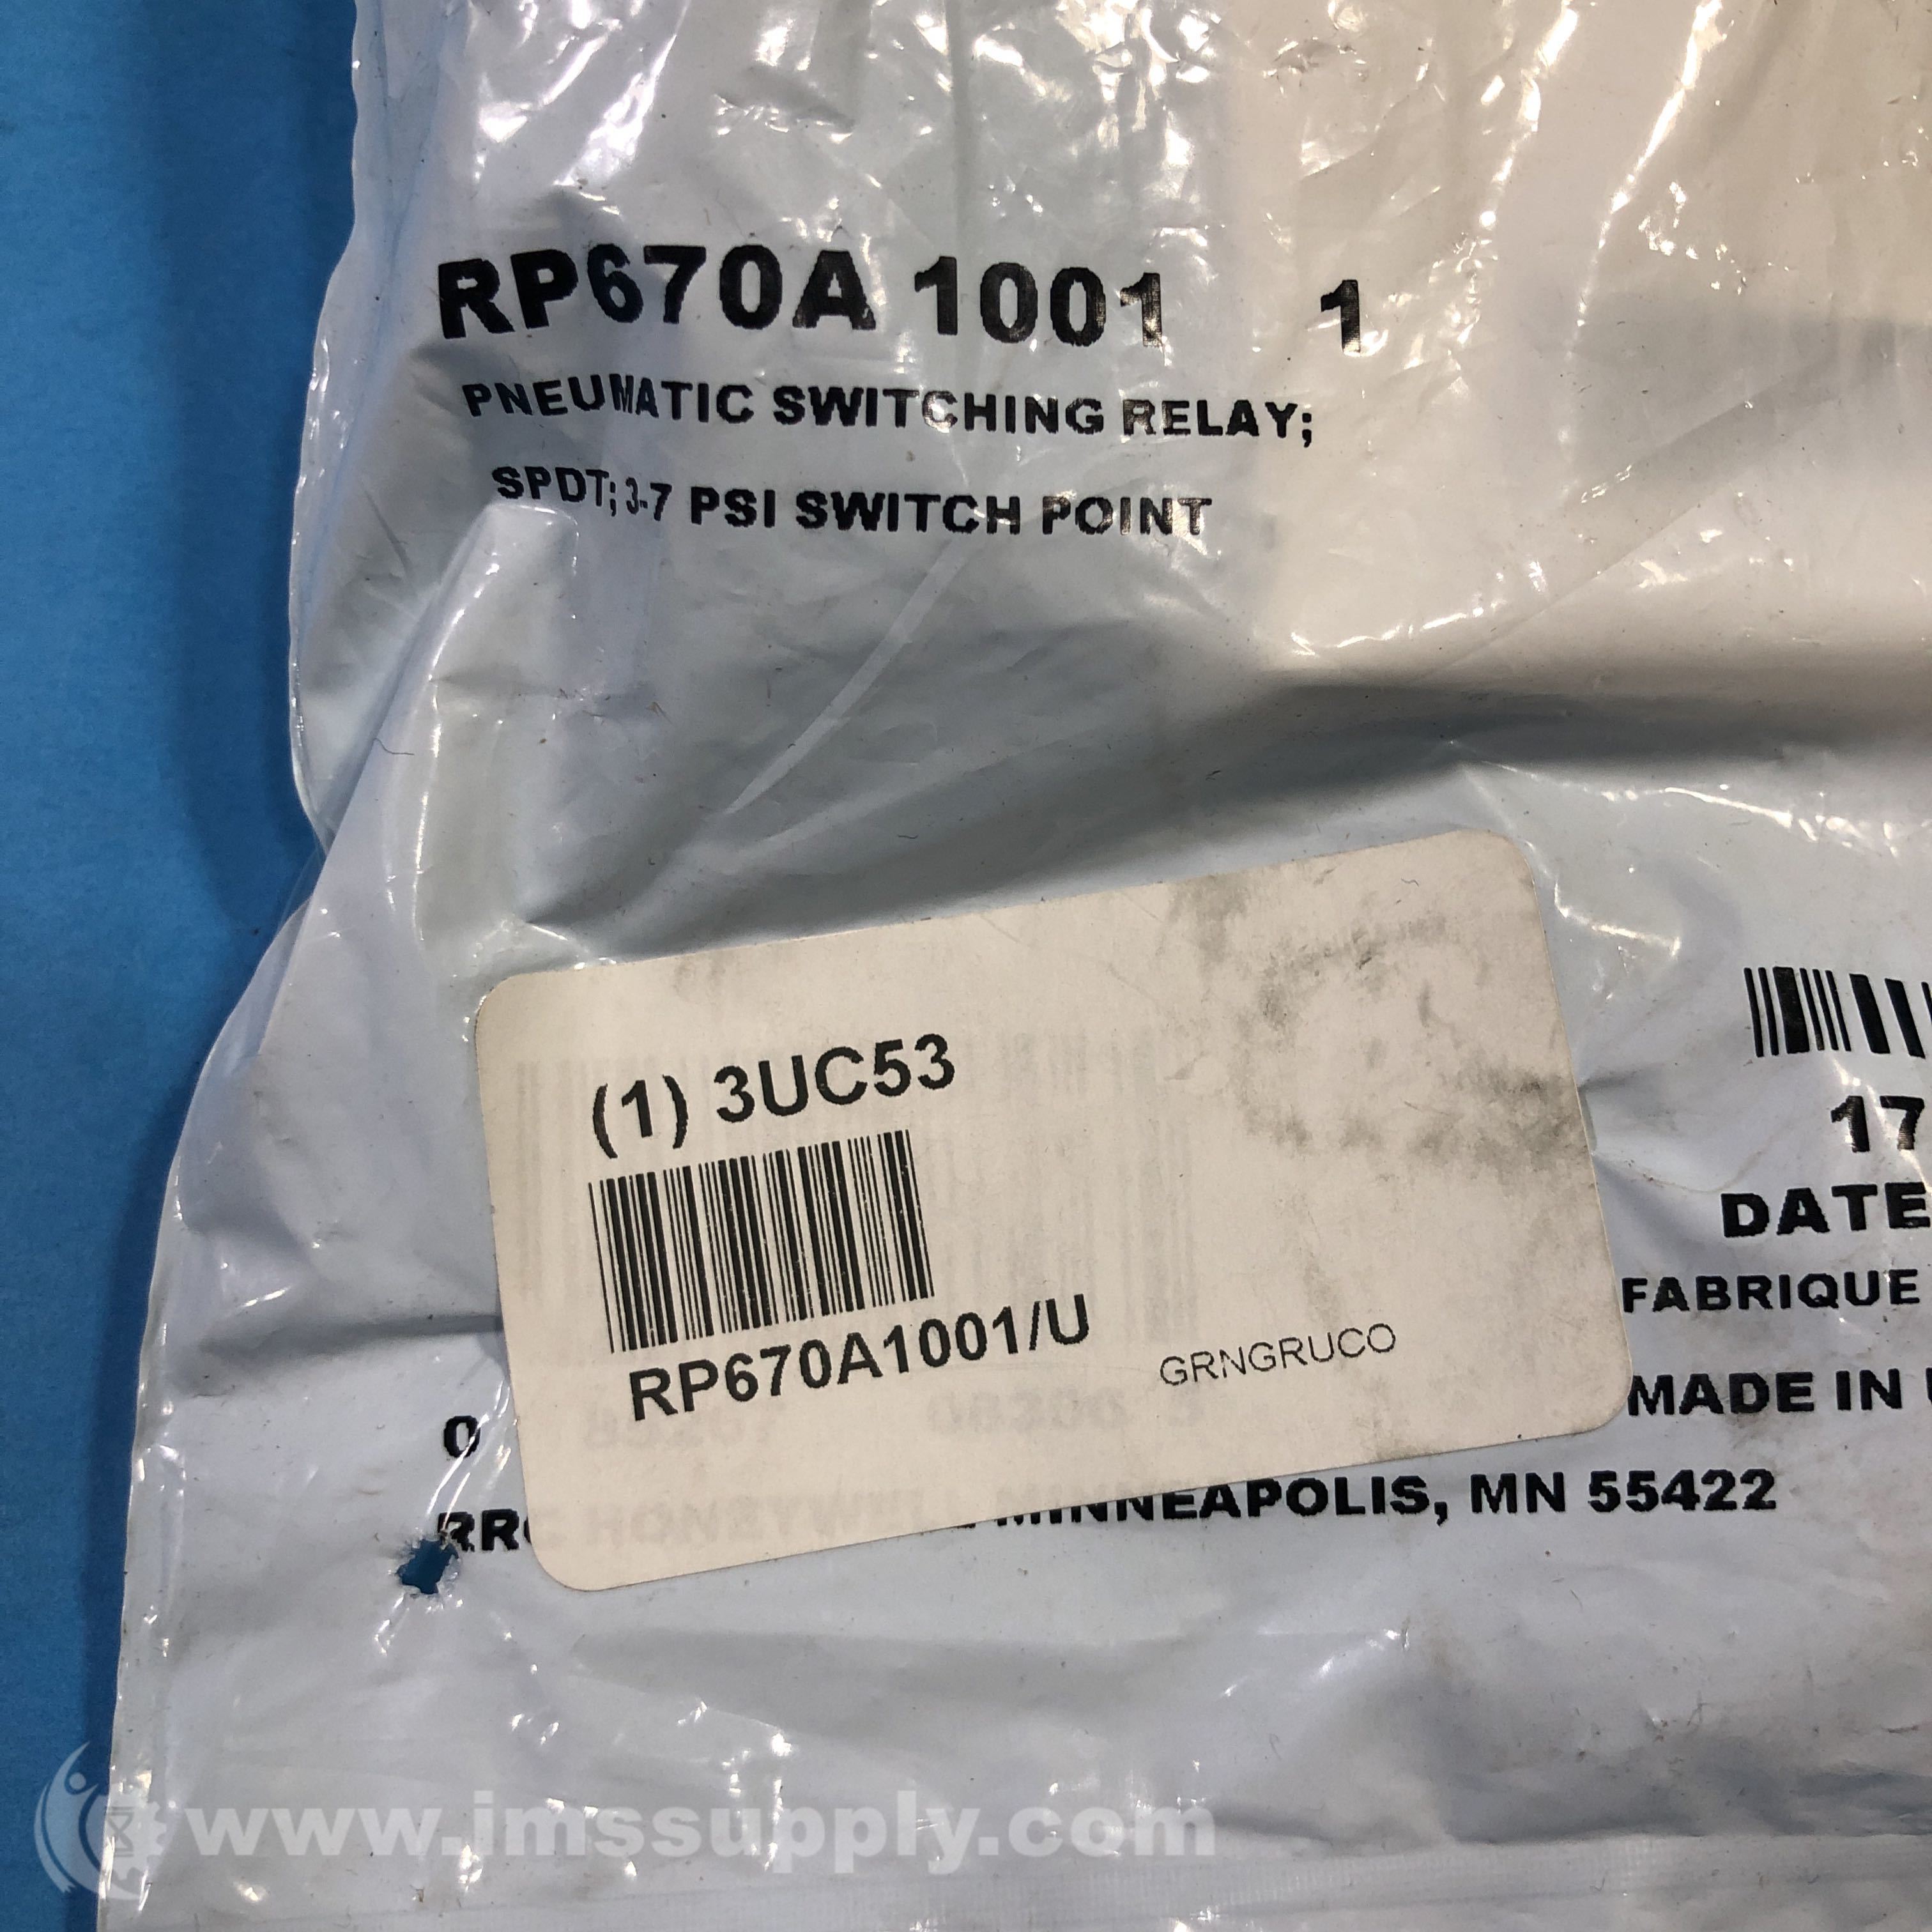 RP670A 1001 1
PNEUMATIC SWITCHING RELAY;
SPDT; 3-7 PSI SWITCH POINT
(1) 3UC53
RP670A1001/U
GRNGRUCO
17
DATE
FABRIQUE
MADE IN
0
HONEYWELL MINNEAPOLIS, MN 55422
www.imssupply.com